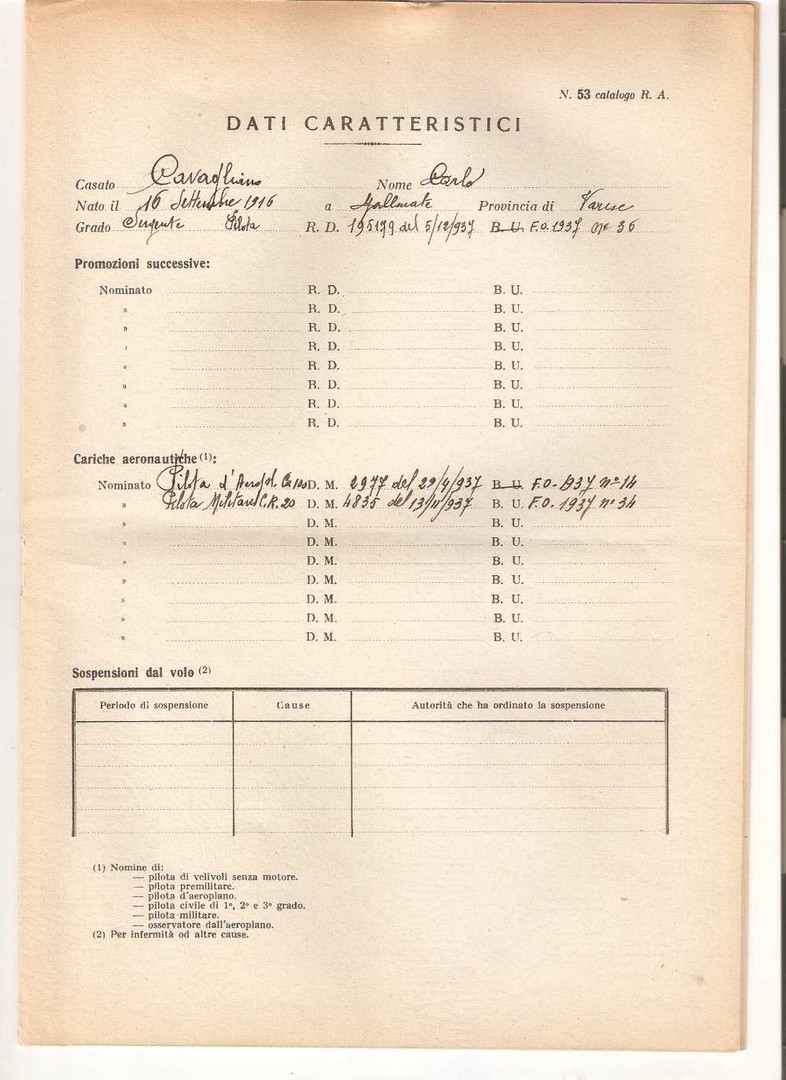 N. 53 catalogo R. A.
DATI CARATTERISTICI
Casato Cavagliano Nome Carlo
Nato il 16 Settembre 1916 a Gallarate Provincia di Varese
Grado Sergente Pilota R. D. 195179 del 5/12/937 B. U. F.O. 1937 n° 36
Promozioni successive:
Nominato R. D. B. U.
» R. D. B. U.
» R. D. B. U.
» R. D. B. U.
» R. D. B. U.
» R. D. B. U.
» R. D. B. U.
» R. D. B. U.
Cariche aeronautiche (1):
Nominato Pilota d'Aeropl. D. M. 2977 del 29/4/937 B. U. F.O. 1937 n° 14
» Pilota Militare C.R. 20 D. M. 4835 del 13/11/937 B. U. F.O. 1937 n° 34
» D. M. B. U.
» D. M. B. U.
» D. M. B. U.
» D. M. B. U.
» D. M. B. U.
» D. M. B. U.
» D. M. B. U.
Sospensioni dal volo (2)
Periodo di sospensione Cause Autorità che ha ordinato la sospensione
(1) Nomine di:
— pilota di velivoli senza motore.
— pilota premilitare.
— pilota d'aeroplano.
— pilota civile di 1°, 2° e 3° grado.
— pilota militare.
— osservatore dall'aeroplano.
(2) Per infermità od altre cause.